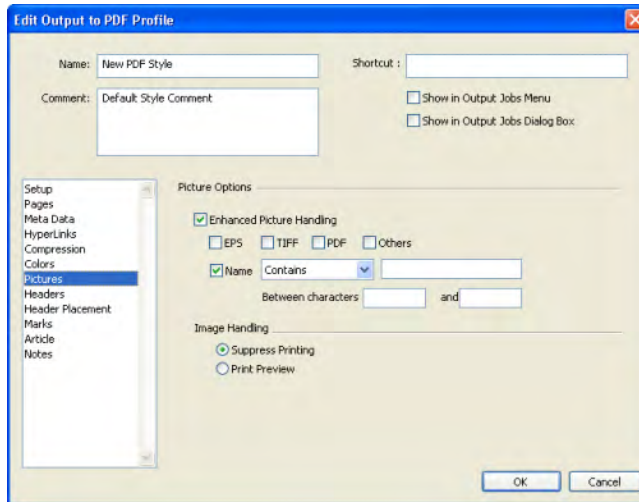 Edit Output to PDF Profile
Name: New PDF Style
Shortcut :
Comment: Default Style Comment
Show in Output Jobs Menu
Show in Output Jobs Dialog Box
Setup
Pages
Meta Data
HyperLinks
Compression
Colors
Pictures
Headers
Header Placement
Marks
Article
Notes
Picture Options
Enhanced Picture Handling
EPS TIFF PDF Others
Name Contains
Between characters and
Image Handling
Suppress Printing
Print Preview
OK Cancel